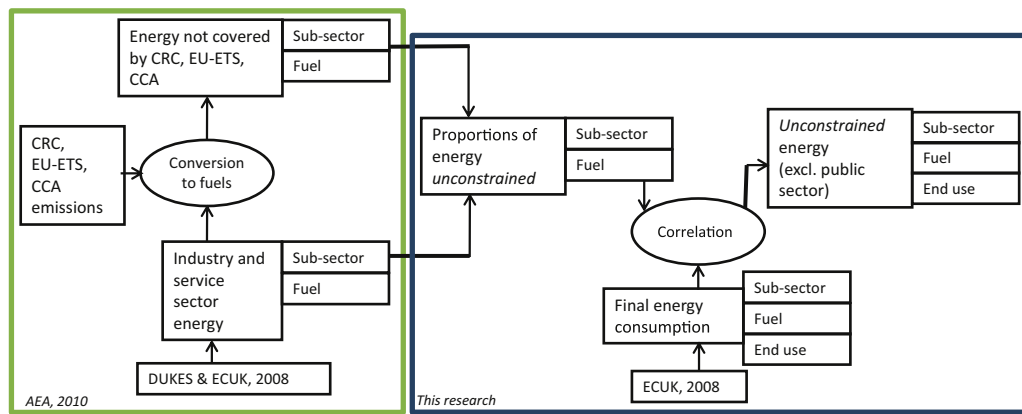 Energy not covered
by CRC, EU-ETS,
CCA
Sub-sector
Fuel
CRC,
EU-ETS,
CCA
emissions
Conversion
to fuels
Industry and
service
sector
energy
Sub-sector
Fuel
DUKES & ECUK, 2008
AEA, 2010
Proportions of
energy
unconstrained
Sub-sector
Fuel
Unconstrained
energy
(excl. public
sector)
Sub-sector
Fuel
End use
Correlation
Final energy
consumption
Sub-sector
Fuel
End use
ECUK, 2008
This research